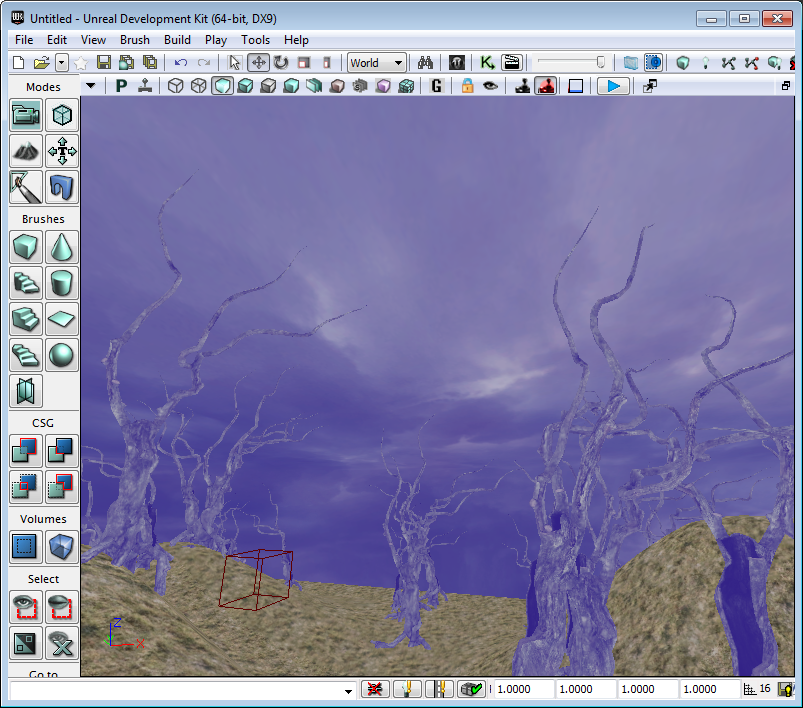 Untitled - Unreal Development Kit (64-bit, DX9)
File Edit View Brush Build Play Tools Help
World
Modes
P
G
Brushes
CSG
Volumes
Select
Go to
Z
X
1.0000 1.0000 1.0000 1.0000 16